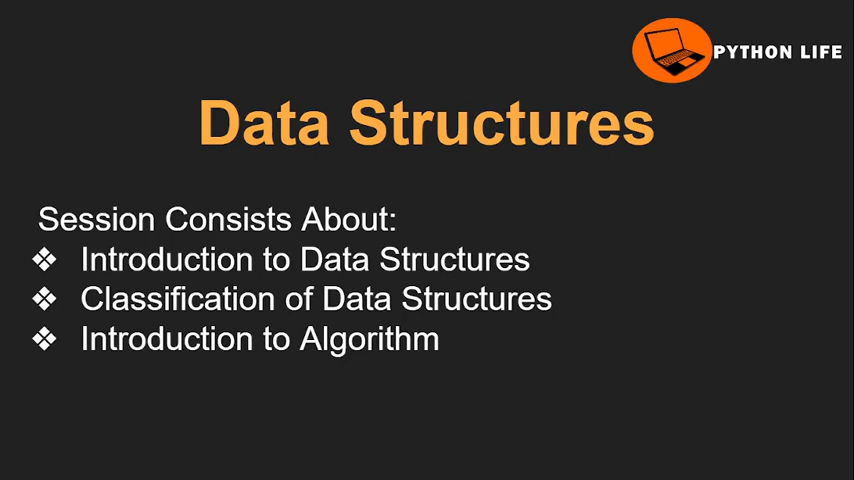 PYTHON LIFE
Data Structures
Session Consists About:
❖ Introduction to Data Structures
❖ Classification of Data Structures
❖ Introduction to Algorithm